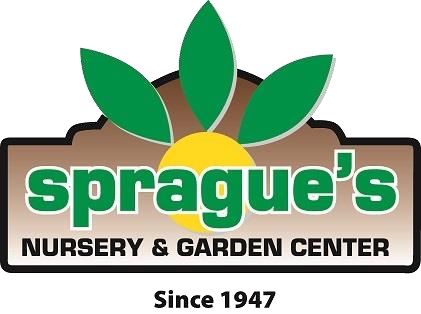 sprague's
NURSERY & GARDEN CENTER
Since 1947